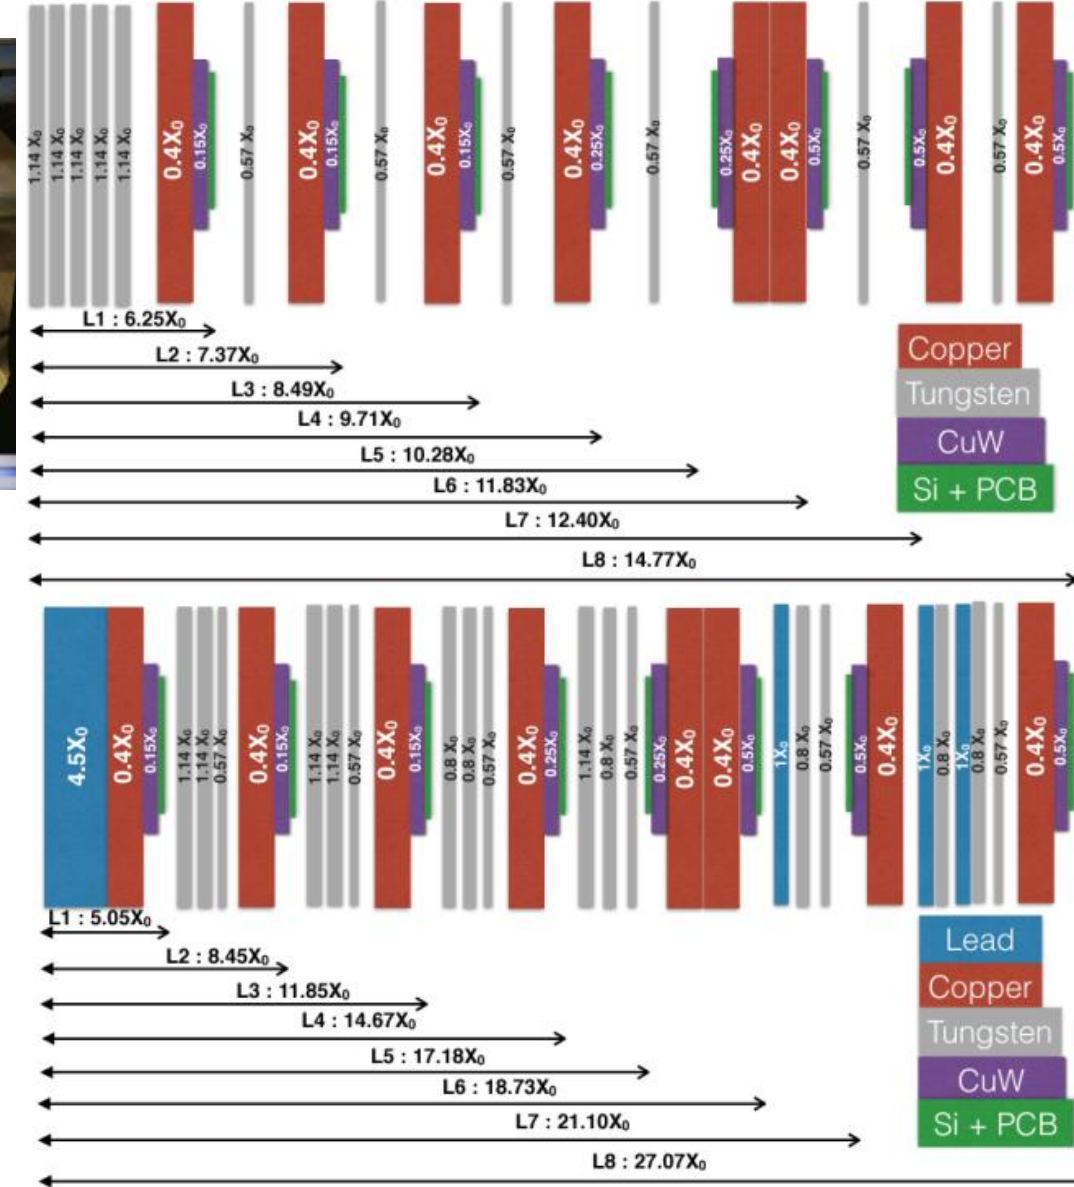 1.14 X₀
1.14 X₀
1.14 X₀
1.14 X₀
1.14 X₀
0.4X₀
0.15X₀
0.57 X₀
0.4X₀
0.15X₀
0.57 X₀
0.4X₀
0.15X₀
0.57 X₀
0.4X₀
0.25X₀
0.57 X₀
0.25X₀
0.4X₀
0.4X₀
0.5X₀
0.57 X₀
0.5X₀
0.4X₀
0.57 X₀
0.4X₀
0.5X₀
L1 : 6.25X₀
L2 : 7.37X₀
L3 : 8.49X₀
L4 : 9.71X₀
L5 : 10.28X₀
L6 : 11.83X₀
L7 : 12.40X₀
L8 : 14.77X₀
Copper
Tungsten
CuW
Si + PCB
4.5X₀
0.4X₀
0.15X₀
1.14 X₀
1.14 X₀
0.57 X₀
0.4X₀
0.15X₀
1.14 X₀
1.14 X₀
0.57 X₀
0.4X₀
0.15X₀
0.8 X₀
0.8 X₀
0.57 X₀
0.4X₀
0.25X₀
1.14 X₀
0.8 X₀
0.57 X₀
0.25X₀
0.4X₀
0.4X₀
0.5X₀
1X₀
0.8 X₀
0.57 X₀
0.5X₀
0.4X₀
1X₀
0.8 X₀
1X₀
0.8 X₀
0.57 X₀
0.4X₀
0.5X₀
L1 : 5.05X₀
L2 : 8.45X₀
L3 : 11.85X₀
L4 : 14.67X₀
L5 : 17.18X₀
L6 : 18.73X₀
L7 : 21.10X₀
L8 : 27.07X₀
Lead
Copper
Tungsten
CuW
Si + PCB